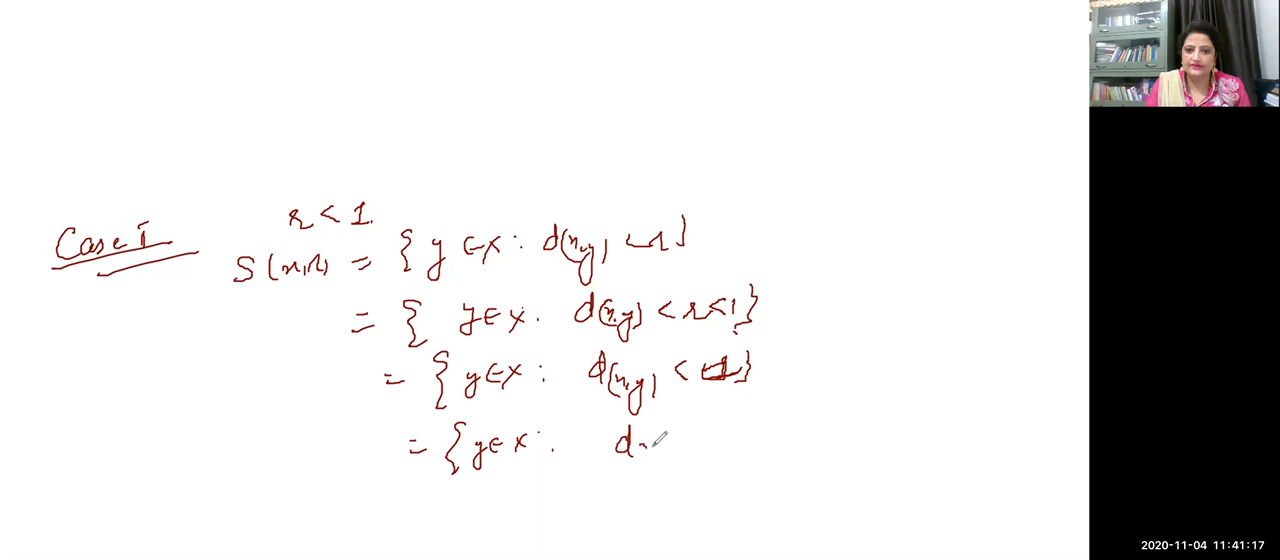 r < 1.
Case I
S(x,r) = { y ∈ X : d(x,y) < r }
= { y ∈ X : d(x,y) < r < 1 }
= { y ∈ X : d(x,y) < 1 }
= { y ∈ X : d
2020-11-04 11:41:17